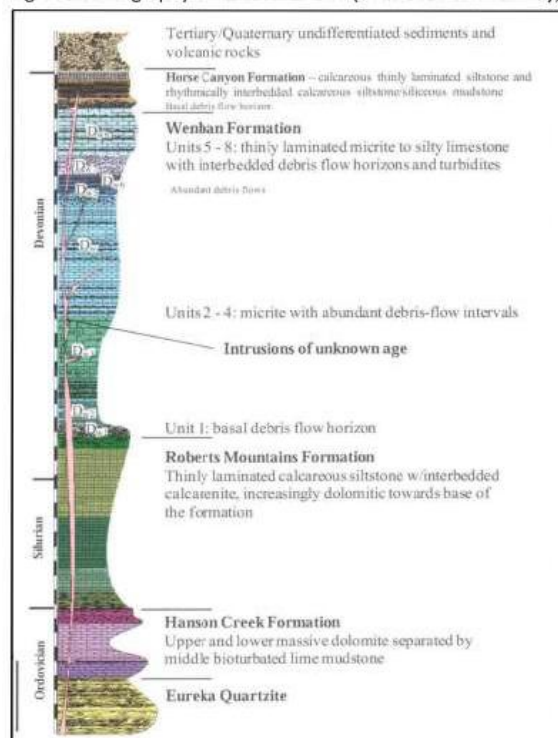 Tertiary/Quaternary undifferentiated sediments and
volcanic rocks
Horse Canyon Formation – calcareous thinly laminated siltstone and
rhythmically interbedded calcareous siltstone/siliceous mudstone
Basal debris flow horizon
Wenban Formation
Units 5 - 8: thinly laminated micrite to silty limestone
with interbedded debris flow horizons and turbidites
Abundant debris flows
Devonian
Units 2 - 4: micrite with abundant debris-flow intervals
Intrusions of unknown age
Unit 1: basal debris flow horizon
Roberts Mountains Formation
Thinly laminated calcareous siltstone w/interbedded
calcarenite, increasingly dolomitic towards base of
the formation
Silurian
Hanson Creek Formation
Upper and lower massive dolomite separated by
middle bioturbated lime mudstone
Ordovician
Eureka Quartzite